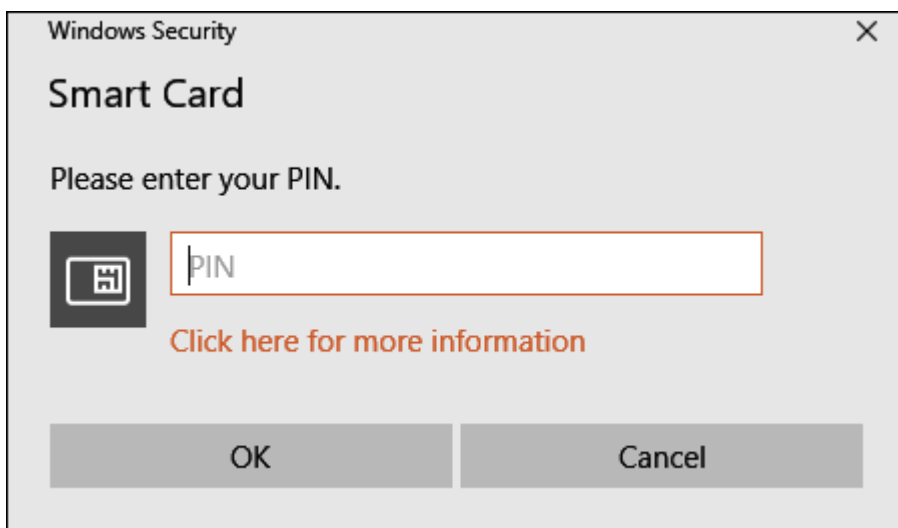 Windows Security
Smart Card
Please enter your PIN.
PIN
Click here for more information
OK
Cancel